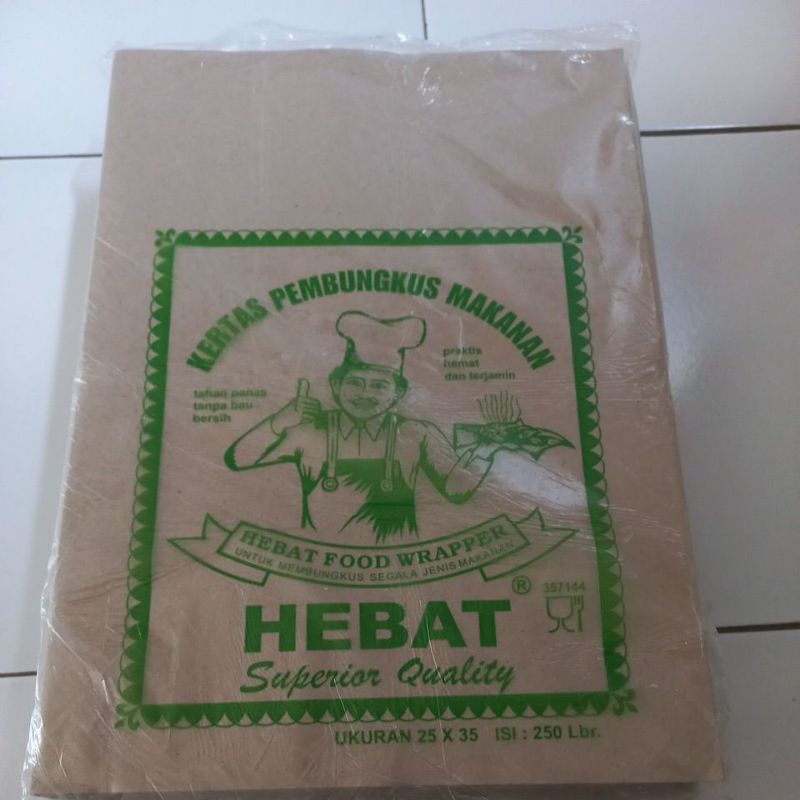 KERTAS PEMBUNGKUS MAKANAN
praktis
hemat
dan terjamin
tahan panas
tanpa bau
bersih
HEBAT FOOD WRAPPER
UNTUK MEMBUNGKUS SEGALA JENIS MAKANAN
®
357144
HEBAT
Superior Quality
UKURAN 25 X 35 ISI : 250 Lbr.